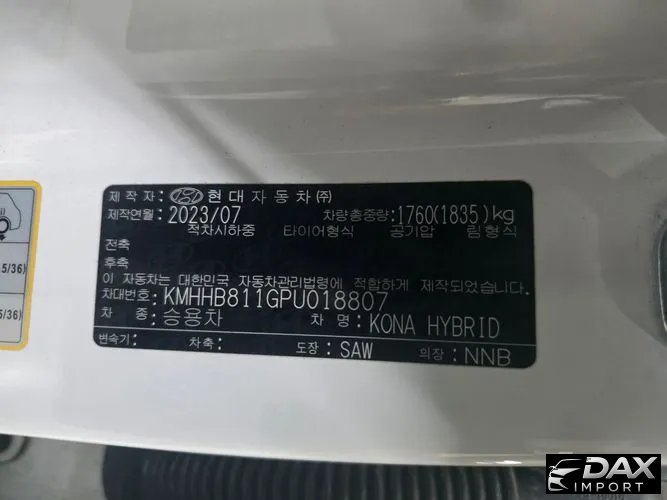 제작자: 현대자동차㈜
제작연월: 2023/07 차량총중량: 1760(1835)kg
적차시하중 타이어형식 공기압 림형식
전축
후축
이 자동차는 대한민국 자동차관리법령에 적합하게 제작되었습니다.
차대번호: KMHHB811GPU018807
차종: 승용차 차명: KONA HYBRID
변속기: 차축: 도장: SAW 의장: NNB
5/36)
5/36)
DAX
IMPORT